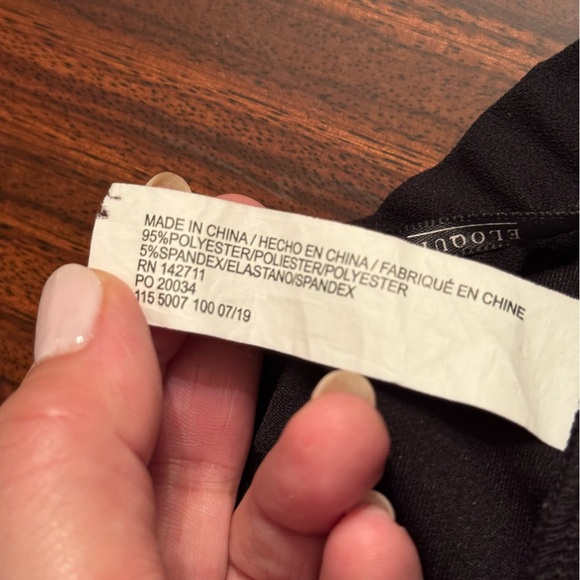 MADE IN CHINA / HECHO EN CHINA / FABRIQUÉ EN CHINE
95%POLYESTER/POLIESTER/POLYESTER
5%SPANDEX/ELASTANO/SPANDEX
RN 142711
PO 20034
115 5007 100 07/19
ELOQU